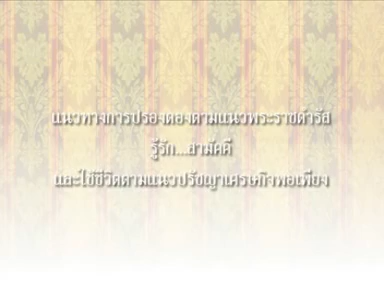 แนวทางการปรองดองตามแนวพระราชดำรัส
รู้รัก...สามัคคี
และใช้ชีวิตตามแนวปรัชญาเศรษฐกิจพอเพียง